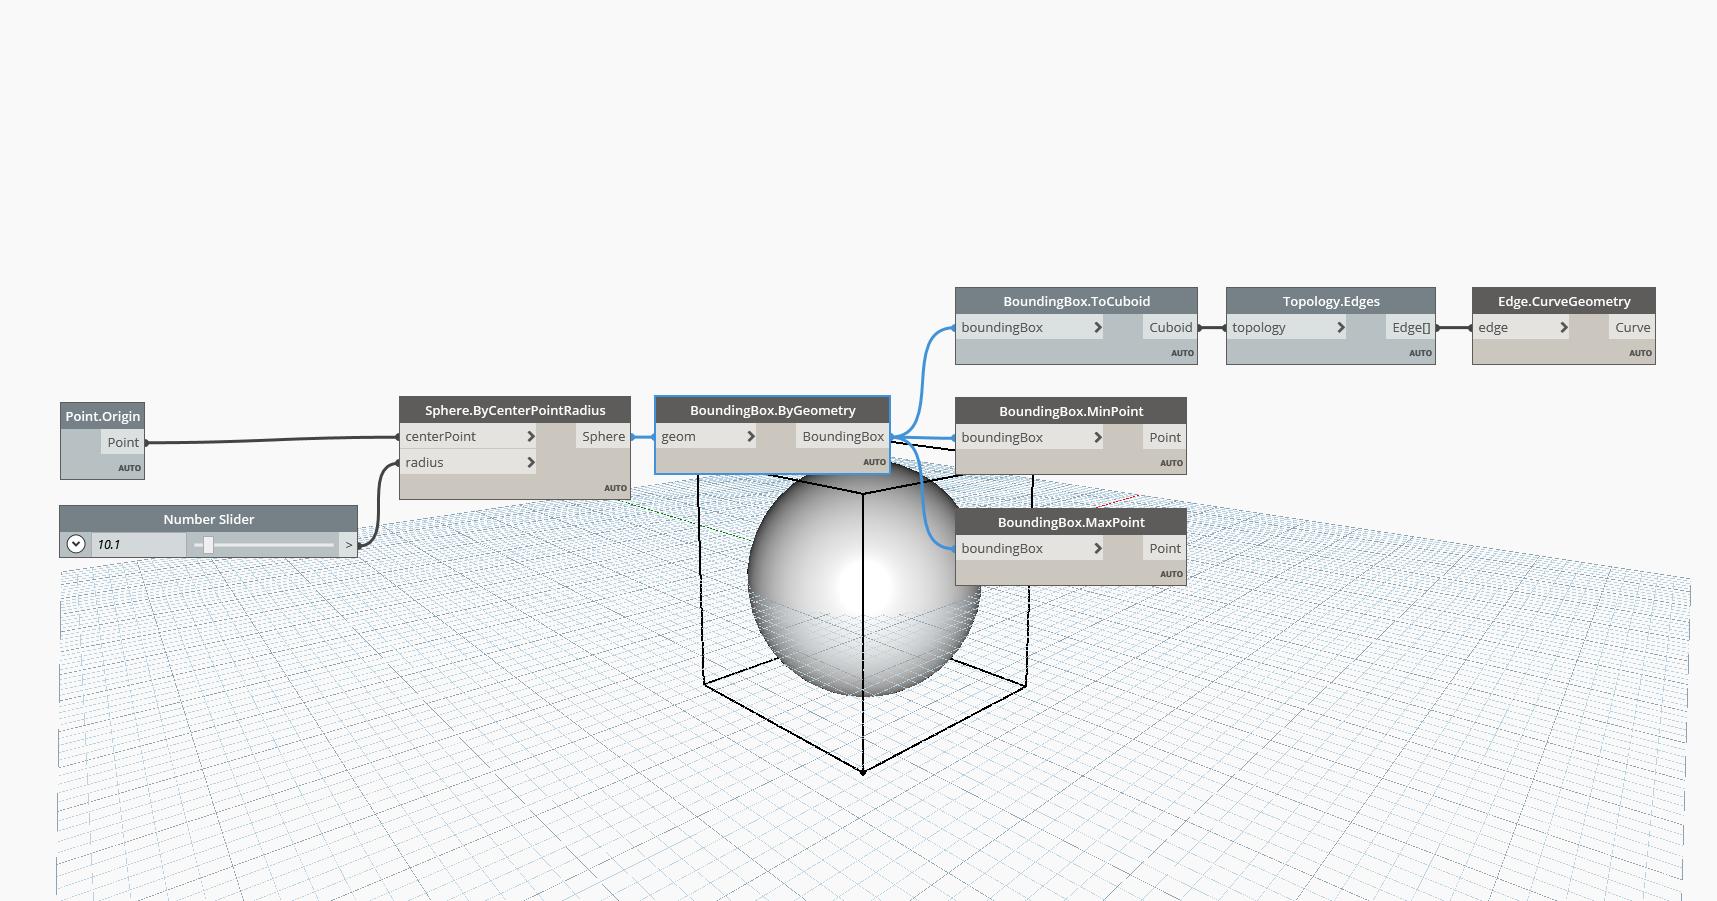 BoundingBox.ToCuboid
boundingBox > Cuboid
AUTO
Topology.Edges
topology > Edge[]
AUTO
Edge.CurveGeometry
edge > Curve
AUTO
Point.Origin
Point
AUTO
Number Slider
10.1 >
Sphere.ByCenterPointRadius
centerPoint > Sphere
radius >
AUTO
BoundingBox.ByGeometry
geom > BoundingBox
AUTO
BoundingBox.MinPoint
boundingBox > Point
AUTO
BoundingBox.MaxPoint
boundingBox > Point
AUTO